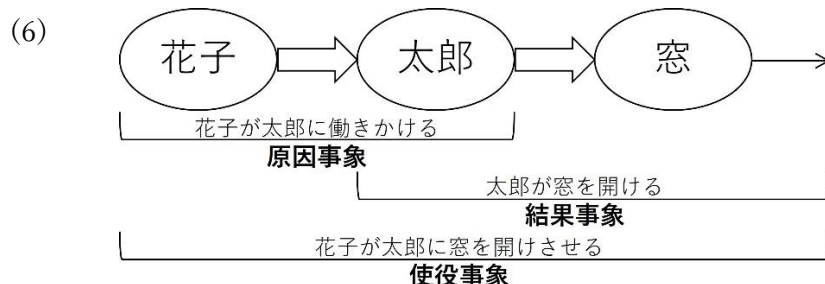 (6)
花子 太郎 窓
花子が太郎に働きかける
原因事象
太郎が窓を開ける
結果事象
花子が太郎に窓を開けさせる
使役事象